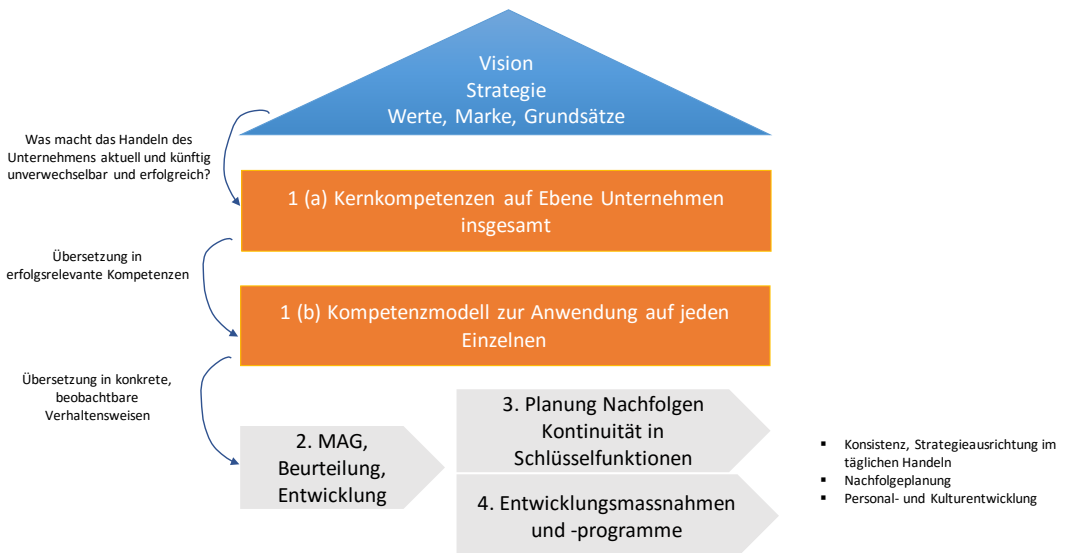 Vision
Strategie
Werte, Marke, Grundsätze
Was macht das Handeln des
Unternehmens aktuell und künftig
unverwechselbar und erfolgreich?
1 (a) Kernkompetenzen auf Ebene Unternehmen
insgesamt
Übersetzung in
erfolgsrelevante Kompetenzen
1 (b) Kompetenzmodell zur Anwendung auf jeden
Einzelnen
Übersetzung in konkrete,
beobachtbare
Verhaltensweisen
2. MAG,
Beurteilung,
Entwicklung
3. Planung Nachfolgen
Kontinuität in
Schlüsselfunktionen
4. Entwicklungsmassnahmen
und -programme
▪ Konsistenz, Strategieausrichtung im
täglichen Handeln
▪ Nachfolgeplanung
▪ Personal- und Kulturentwicklung